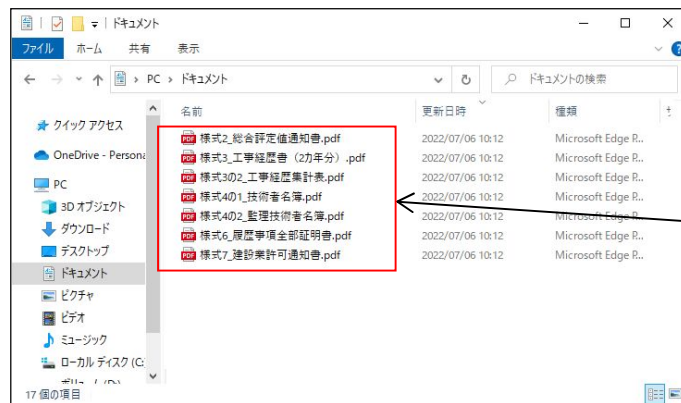 ドキュメント
ファイル ホーム 共有 表示
PC › ドキュメント
ドキュメントの検索
名前 更新日時 種類
クイック アクセス
OneDrive - Persona
PC
3D オブジェクト
ダウンロード
デスクトップ
ドキュメント
ピクチャ
ビデオ
ミュージック
ローカル ディスク (C:
様式2_総合評定値通知書.pdf 2022/07/06 10:12 Microsoft Edge P...
様式3_工事経歴書（2カ年分）.pdf 2022/07/06 10:12 Microsoft Edge P...
様式3の2_工事経歴集計表.pdf 2022/07/06 10:12 Microsoft Edge P...
様式4の1_技術者名簿.pdf 2022/07/06 10:12 Microsoft Edge P...
様式4の2_監理技術者名簿.pdf 2022/07/06 10:12 Microsoft Edge P...
様式6_履歴事項全部証明書.pdf 2022/07/06 10:12 Microsoft Edge P...
様式7_建設業許可通知書.pdf 2022/07/06 10:12 Microsoft Edge P...
17 個の項目